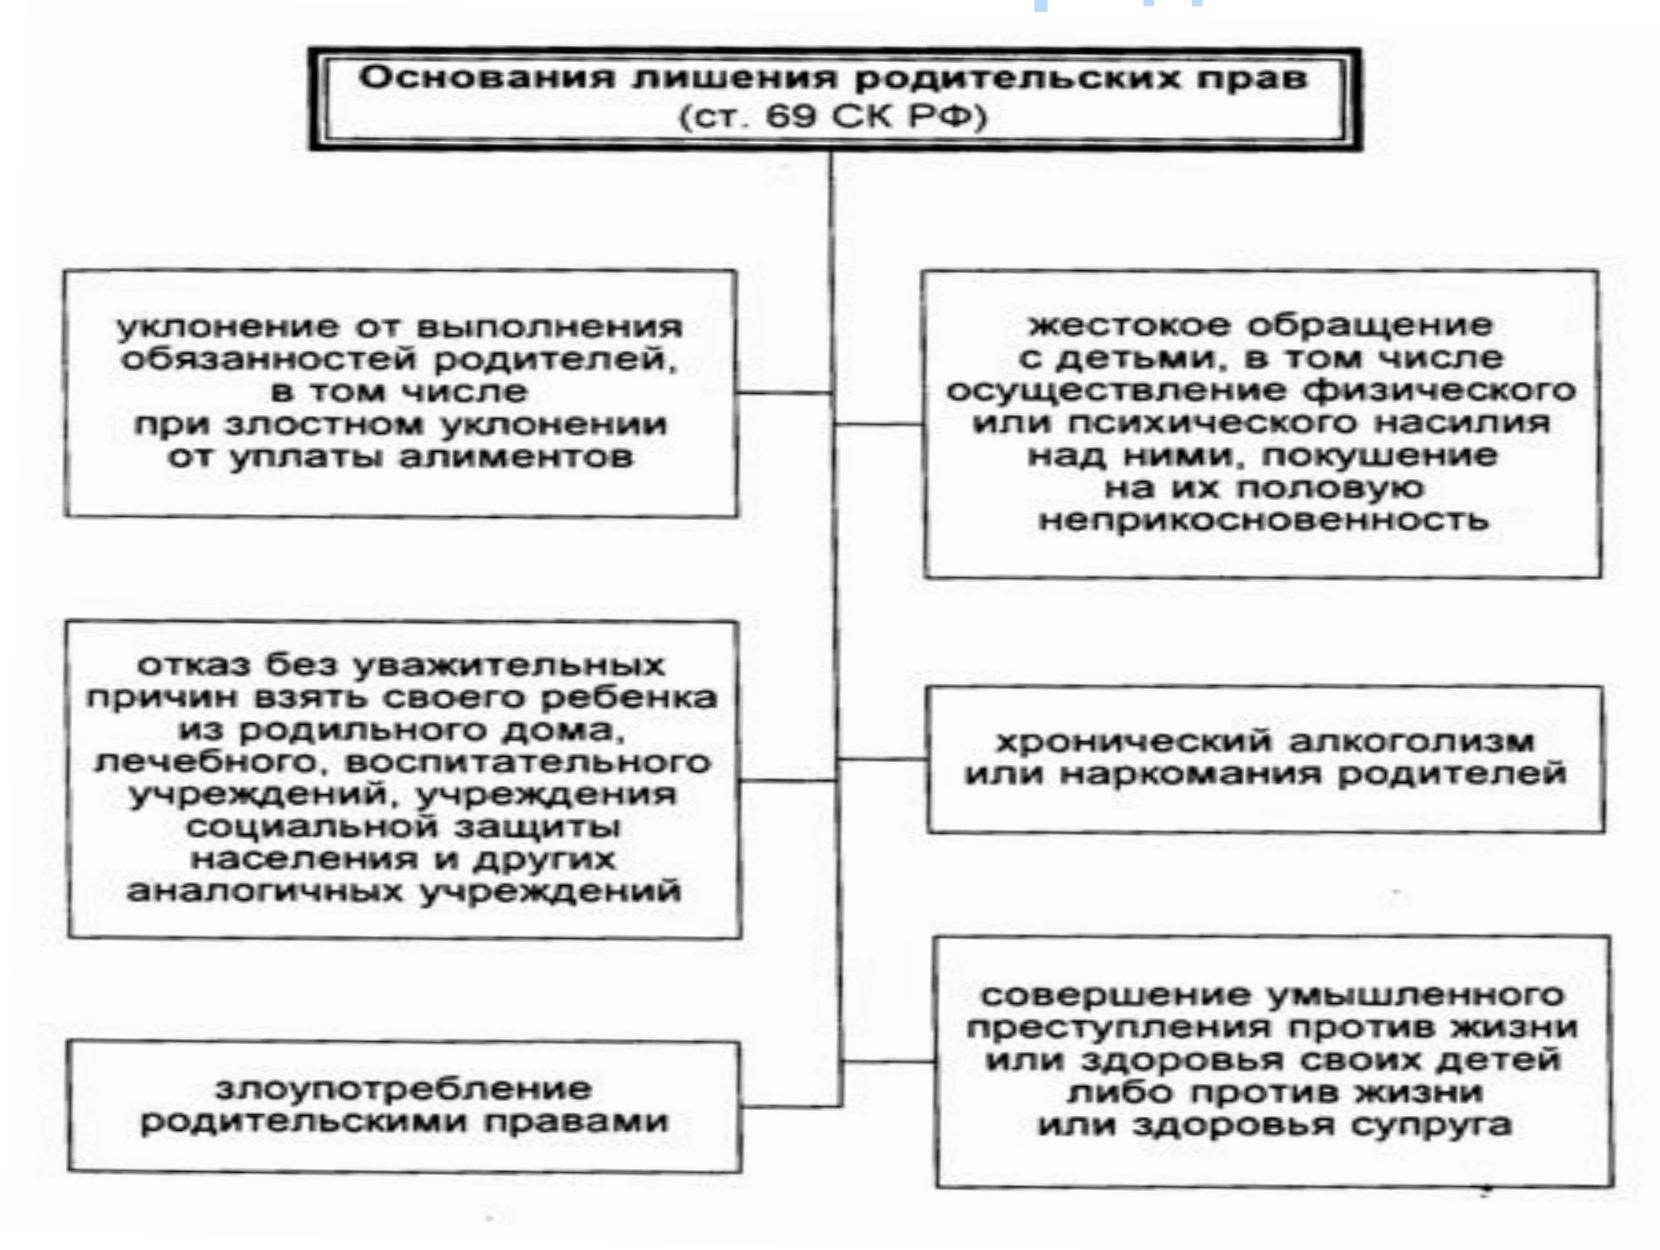 Основания лишения родительских прав
(ст. 69 СК РФ)
уклонение от выполнения
обязанностей родителей,
в том числе
при злостном уклонении
от уплаты алиментов
жестокое обращение
с детьми, в том числе
осуществление физического
или психического насилия
над ними, покушение
на их половую
неприкосновенность
отказ без уважительных
причин взять своего ребенка
из родильного дома,
лечебного, воспитательного
учреждений, учреждения
социальной защиты
населения и других
аналогичных учреждений
хронический алкоголизм
или наркомания родителей
злоупотребление
родительскими правами
совершение умышленного
преступления против жизни
или здоровья своих детей
либо против жизни
или здоровья супруга